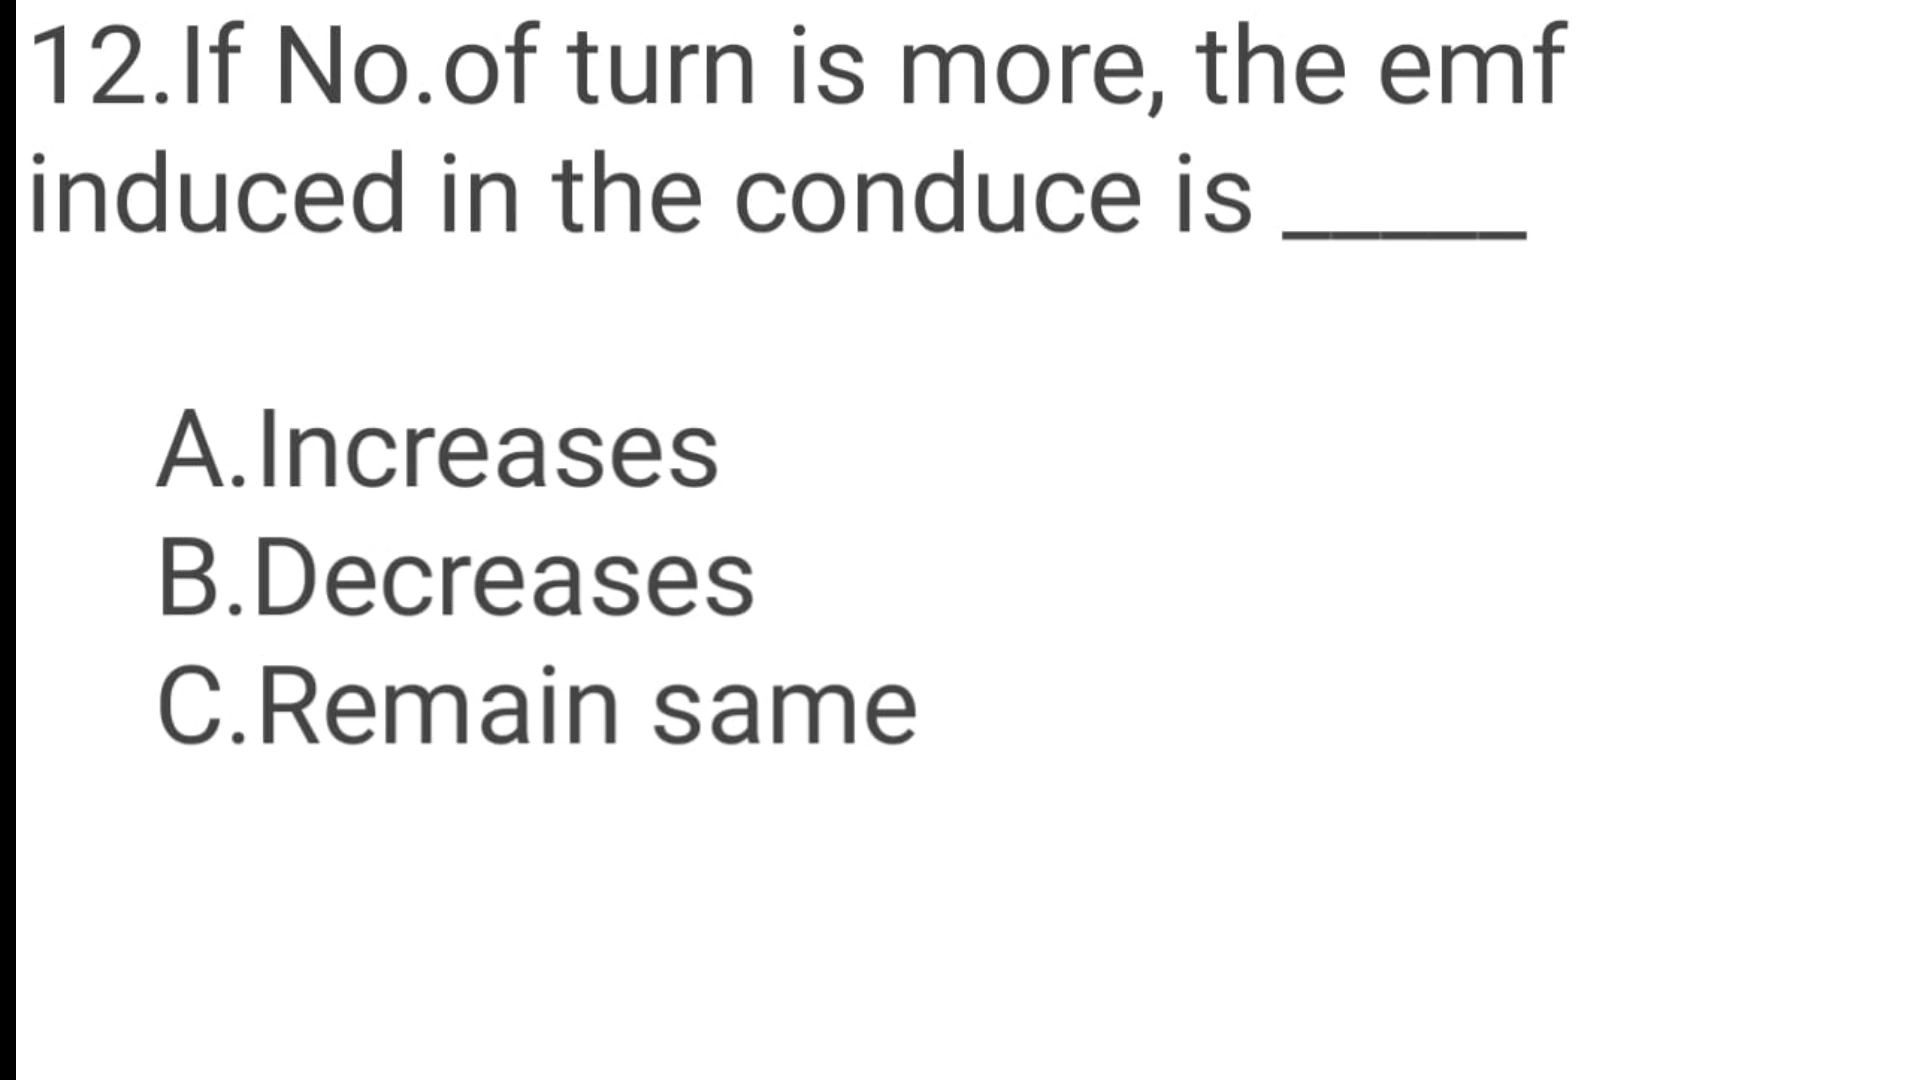 12.If No.of turn is more, the emf
induced in the conduce is _____
A.Increases
B.Decreases
C.Remain same